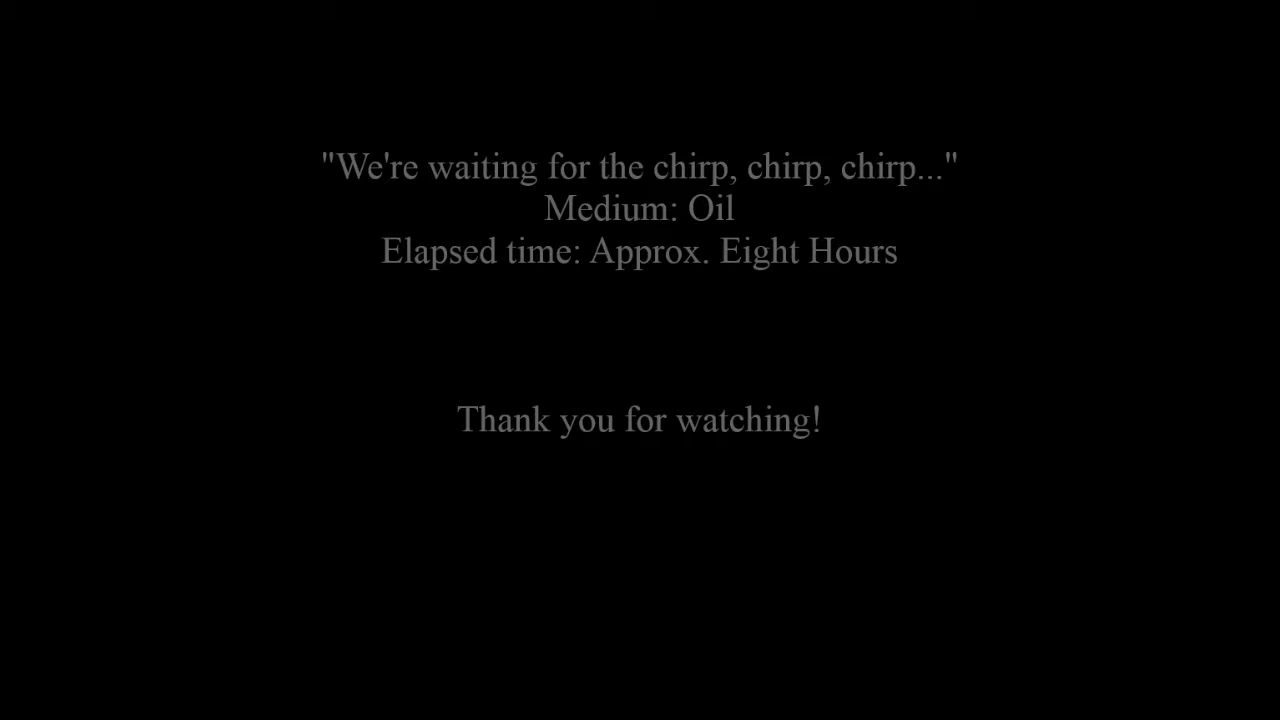 "We're waiting for the chirp, chirp, chirp..."
Medium: Oil
Elapsed time: Approx. Eight Hours
Thank you for watching!